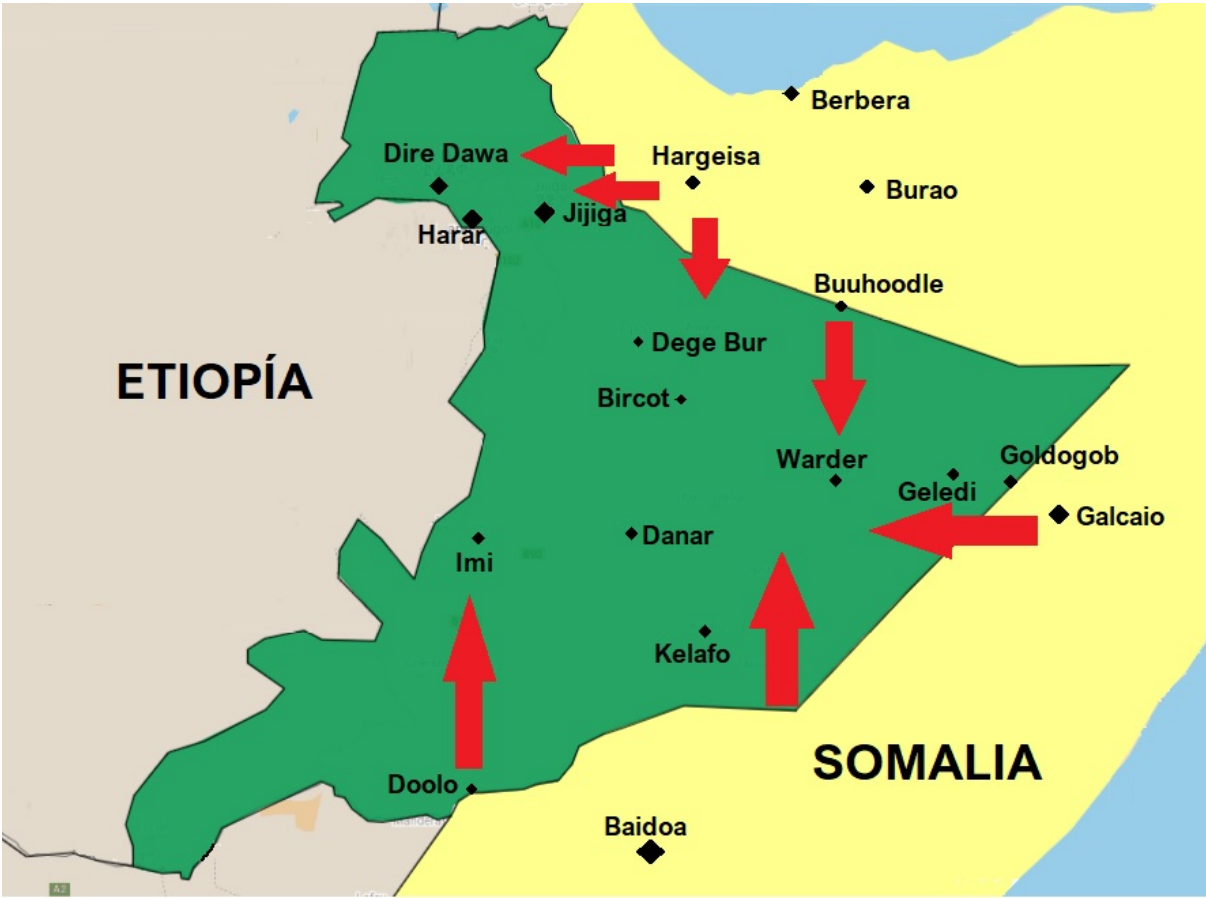 Berbera
Dire Dawa
Hargeisa
Burao
Jijiga
Harar
Buuhoodle
Dege Bur
ETIOPÍA
Bircot
Warder
Goldogob
Geledi
Galcaio
Danar
Imi
Kelafo
SOMALIA
Doolo
Baidoa
A2